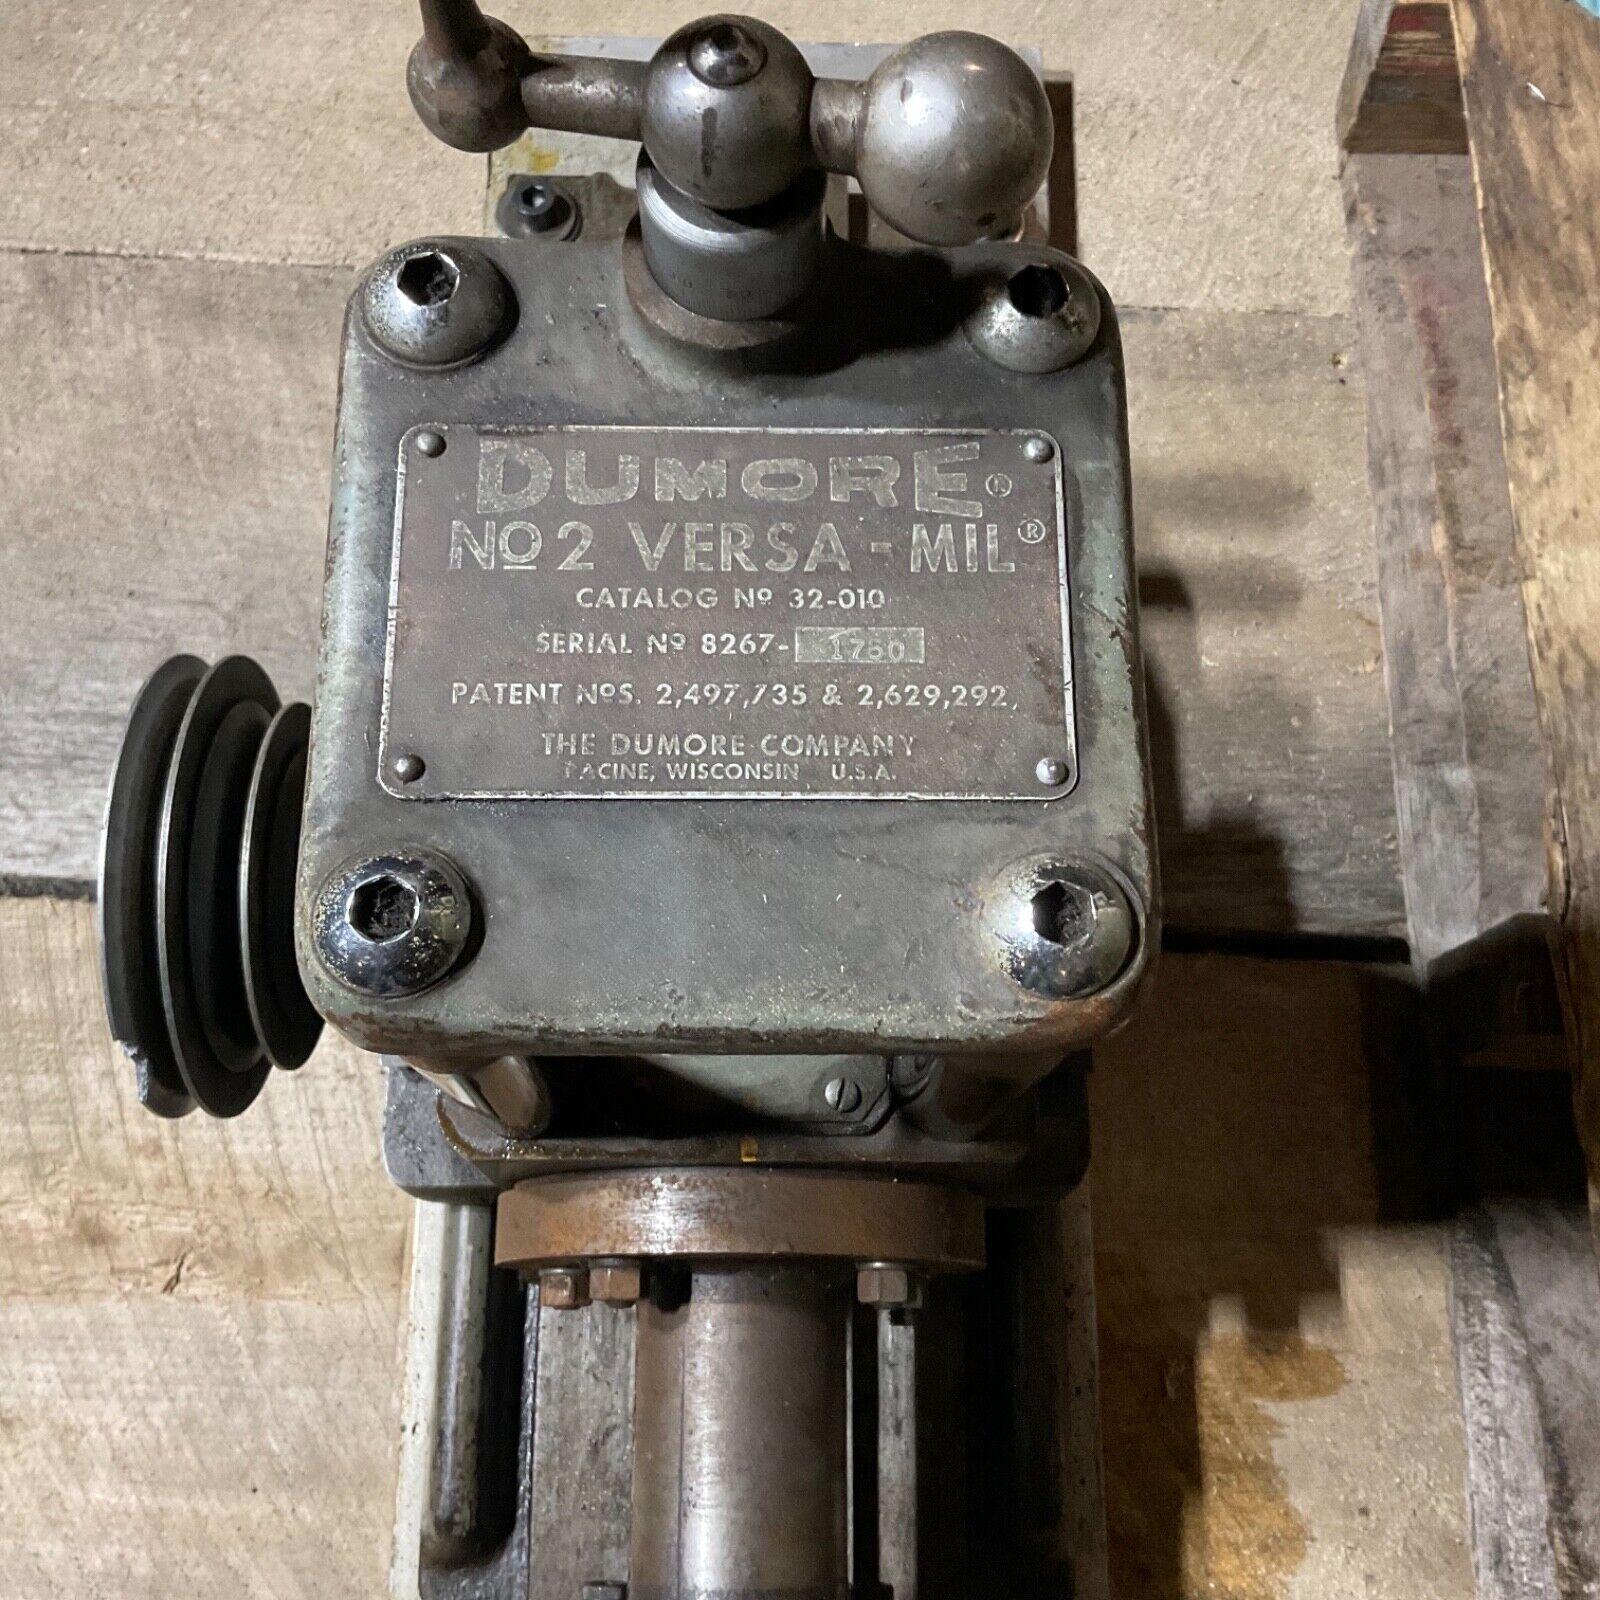 DUMORE®
NO 2 VERSA-MIL®
CATALOG Nº 32-010
SERIAL Nº 8267- 1750
PATENT NOS. 2,497,735 & 2,629,292,
THE DUMORE COMPANY
RACINE, WISCONSIN U.S.A.